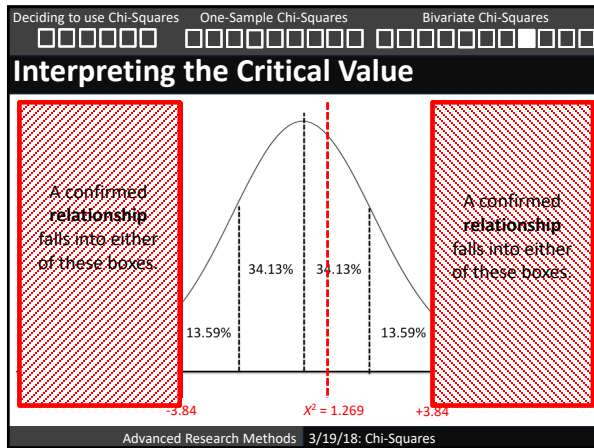 Deciding to use Chi-Squares One-Sample Chi-Squares Bivariate Chi-Squares
Interpreting the Critical Value
A confirmed
relationship
falls into either
of these boxes.
A confirmed
relationship
falls into either
of these boxes.
34.13% 34.13%
13.59% 13.59%
-3.84 X² = 1.269 +3.84
Advanced Research Methods 3/19/18: Chi-Squares